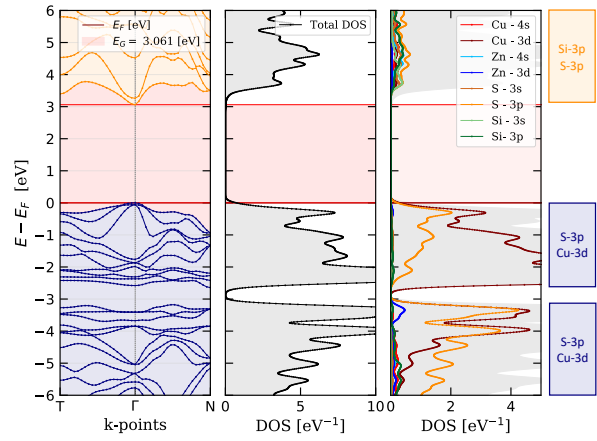 6
5
4
3
2
1
0
−1
−2
−3
−4
−5
−6
E − E_F [eV]
E_F [eV]
E_G = 3.061 [eV]
T
Γ
N
k-points
Total DOS
0
5
10
DOS [eV⁻¹]
Cu - 4s
Cu - 3d
Zn - 4s
Zn - 3d
S - 3s
S - 3p
Si - 3s
Si - 3p
0
2
4
DOS [eV⁻¹]
Si-3p
S-3p
S-3p
Cu-3d
S-3p
Cu-3d